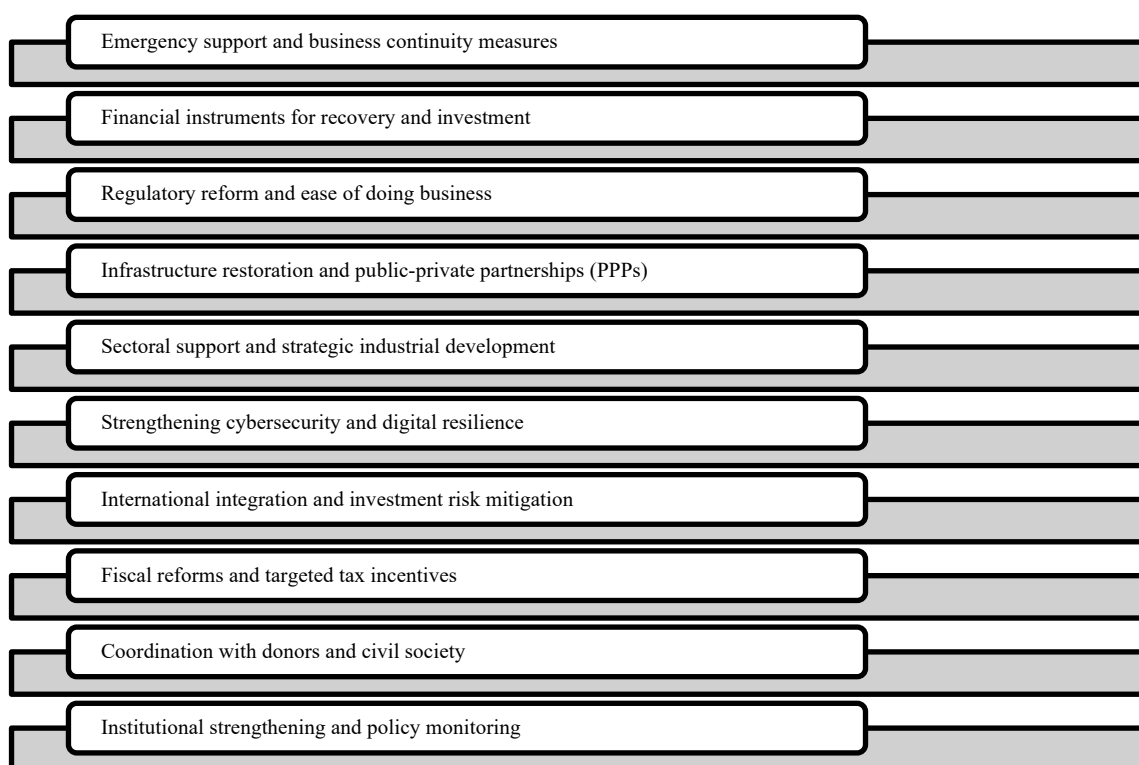 Emergency support and business continuity measures
Financial instruments for recovery and investment
Regulatory reform and ease of doing business
Infrastructure restoration and public-private partnerships (PPPs)
Sectoral support and strategic industrial development
Strengthening cybersecurity and digital resilience
International integration and investment risk mitigation
Fiscal reforms and targeted tax incentives
Coordination with donors and civil society
Institutional strengthening and policy monitoring